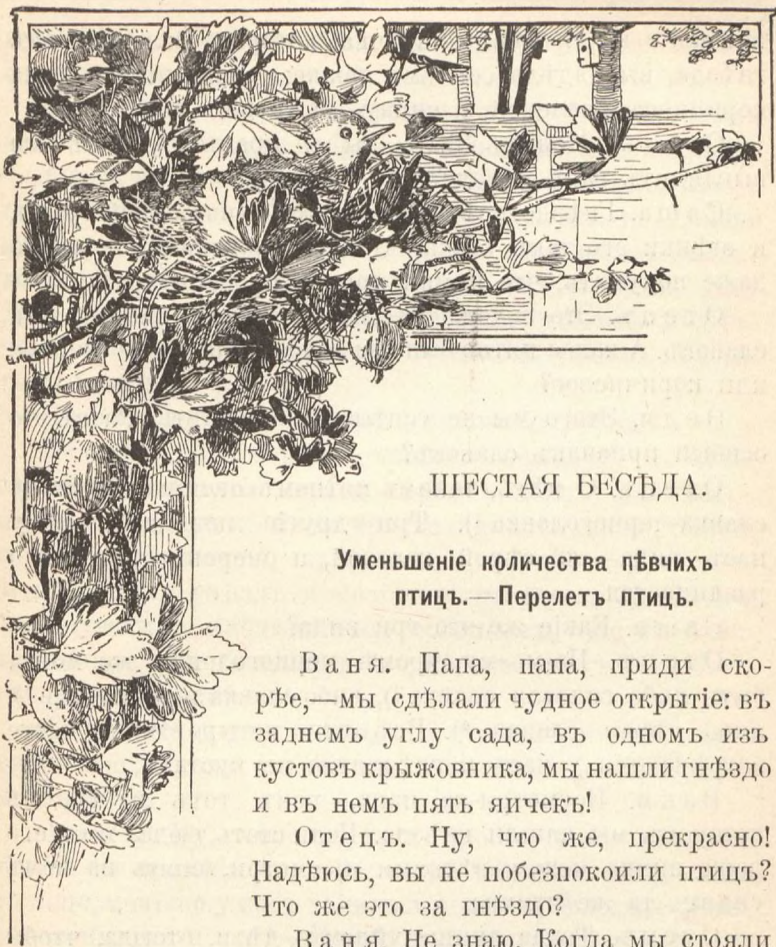 ШЕСТАЯ БЕСѢДА.
Уменьшеніе количества пѣвчихъ
птицъ.— Перелетъ птицъ.
Ваня. Папа, папа, приди ско-
рѣе,—мы сдѣлали чудное открытіе: въ
заднемъ углу сада, въ одномъ изъ
кустовъ крыжовника, мы нашли гнѣздо
и въ немъ пять яичекъ!
Отецъ. Ну, что же, прекрасно!
Надѣюсь, вы не побезпокоили птицъ?
Что же это за гнѣздо?
Ваня. Не знаю. Когда мы стояли